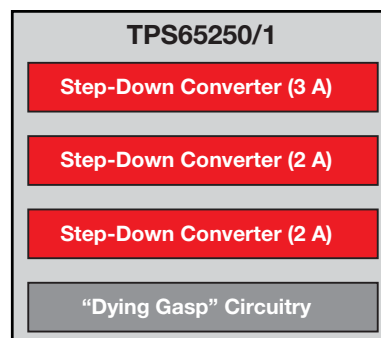 TPS65250/1
Step-Down Converter (3 A)
Step-Down Converter (2 A)
Step-Down Converter (2 A)
“Dying Gasp” Circuitry